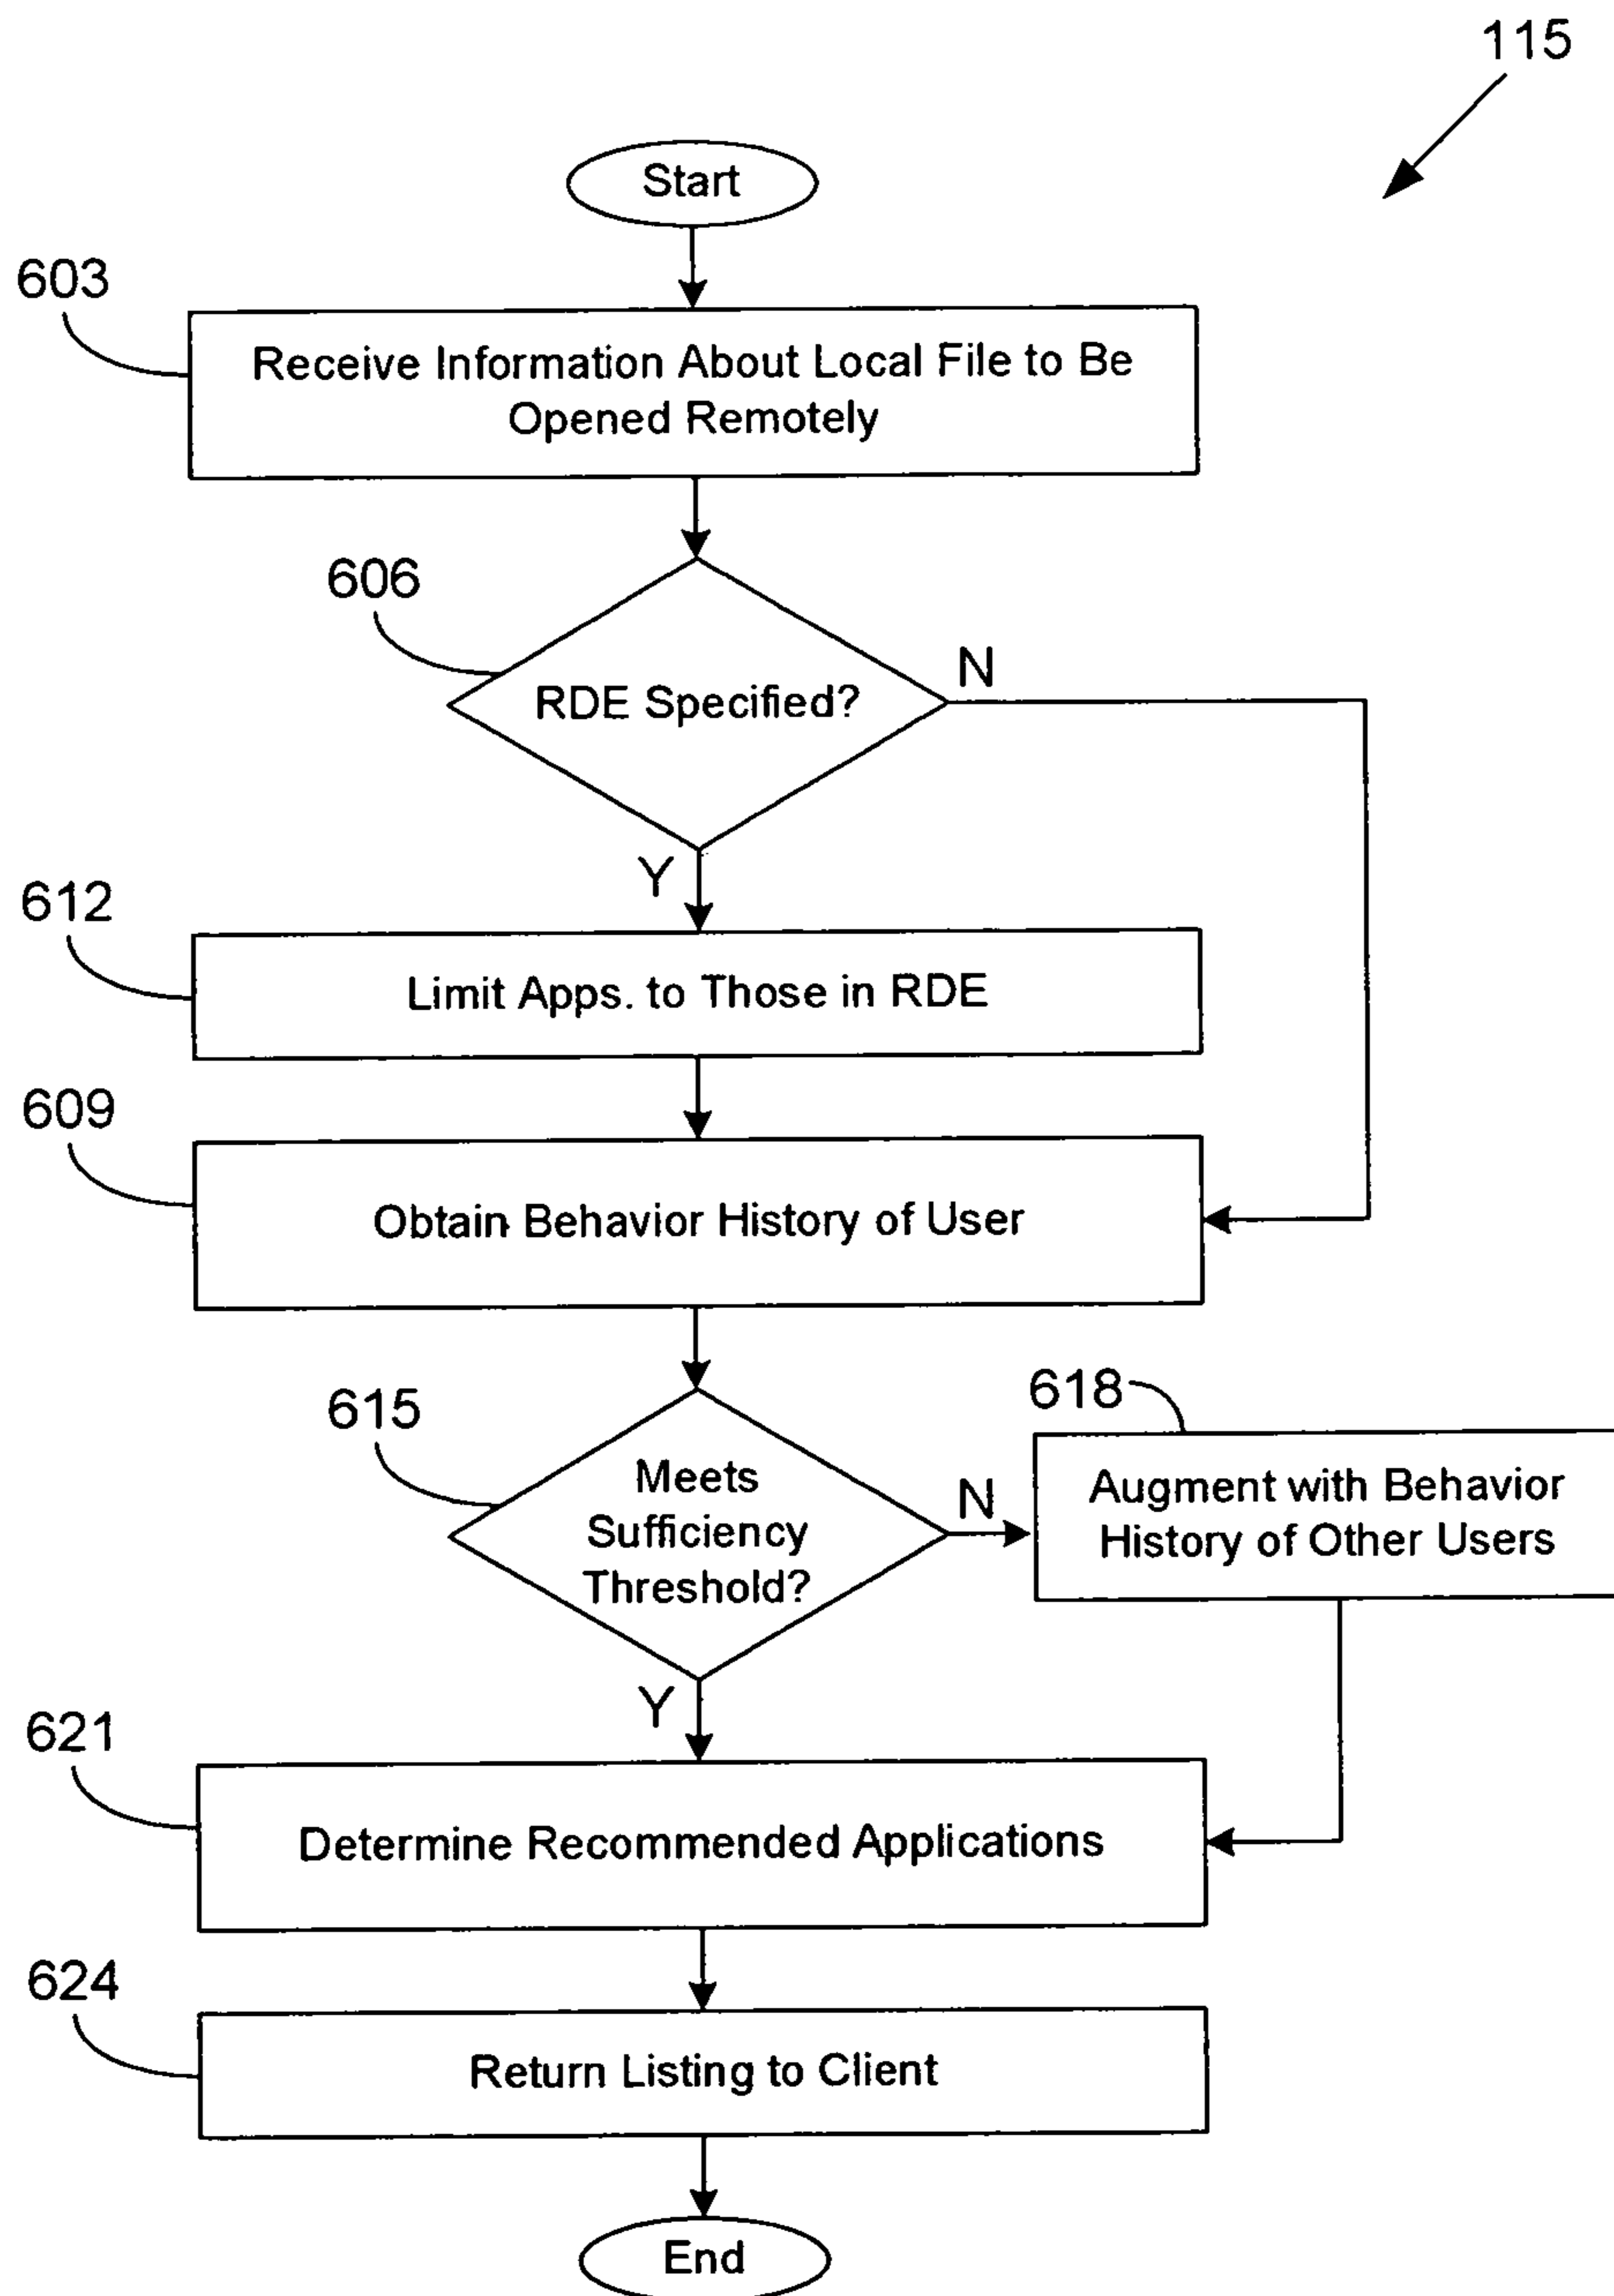 115
Start
603
Receive Information About Local File to Be
Opened Remotely
606
RDE Specified?
N
Y
612
Limit Apps. to Those in RDE
609
Obtain Behavior History of User
615
Meets
Sufficiency
Threshold?
N
618
Augment with Behavior
History of Other Users
Y
621
Determine Recommended Applications
624
Return Listing to Client
End